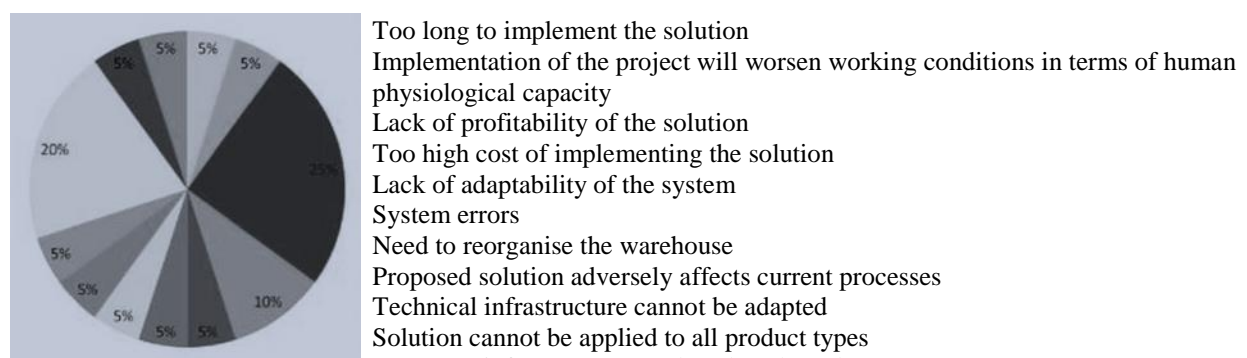 5%
5%
5%
5%
25%
20%
10%
5%
5%
5%
5%
5%
Too long to implement the solution
Implementation of the project will worsen working conditions in terms of human
physiological capacity
Lack of profitability of the solution
Too high cost of implementing the solution
Lack of adaptability of the system
System errors
Need to reorganise the warehouse
Proposed solution adversely affects current processes
Technical infrastructure cannot be adapted
Solution cannot be applied to all product types